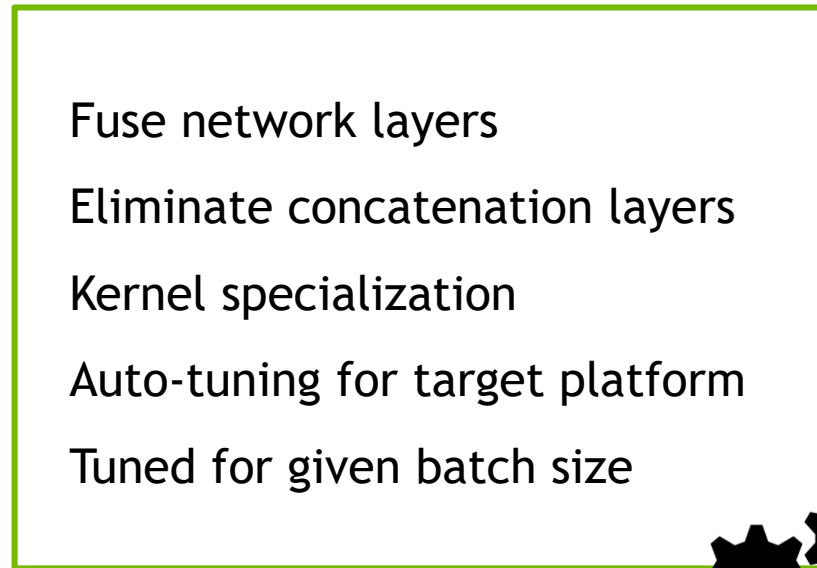 Fuse network layers
Eliminate concatenation layers
Kernel specialization
Auto-tuning for target platform
Tuned for given batch size